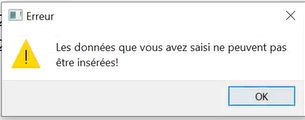 Erreur
Les données que vous avez saisi ne peuvent pas
être insérées!
OK